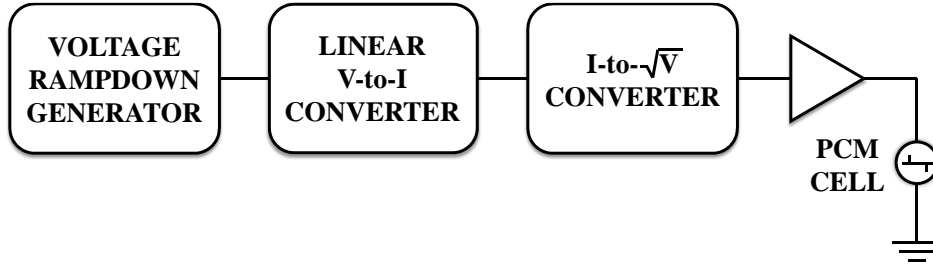 VOLTAGE
RAMPDOWN
GENERATOR
LINEAR
V-to-I
CONVERTER
I-to-√V
CONVERTER
PCM
CELL